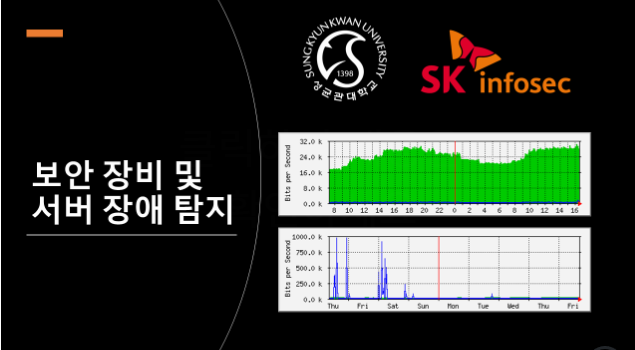 SUNGKYUNKWAN UNIVERSITY
1398
성균관대학교
SK infosec
보안 장비 및
서버 장애 탐지
Bits per Second
32.0 k
24.0 k
16.0 k
8.0 k
0.0 k
8 10 12 14 16 18 20 22 0 2 4 6 8 10 12 14 16
Bits per Second
1000.0 k
750.0 k
500.0 k
250.0 k
0.0 k
Thu Fri Sat Sun Mon Tue Wed Thu Fri